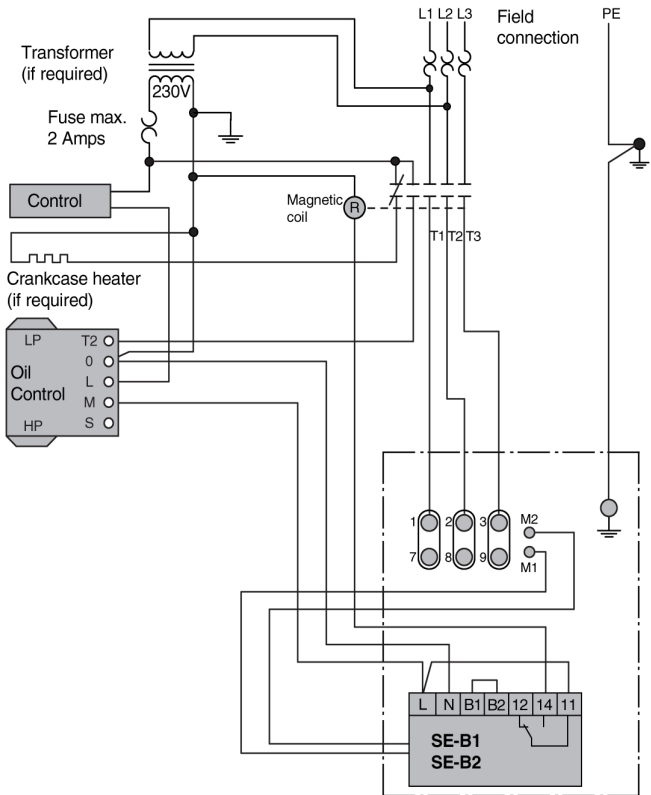 L1 L2 L3
Field
connection
PE
Transformer
(if required)
230V
Fuse max.
2 Amps
Control
Magnetic
coil
R
T1 T2 T3
Crankcase heater
(if required)
LP
T2
0
Oil
Control
L
M
S
HP
1 2 3
M2
7 8 9
M1
L N B1 B2 12 14 11
SE-B1
SE-B2